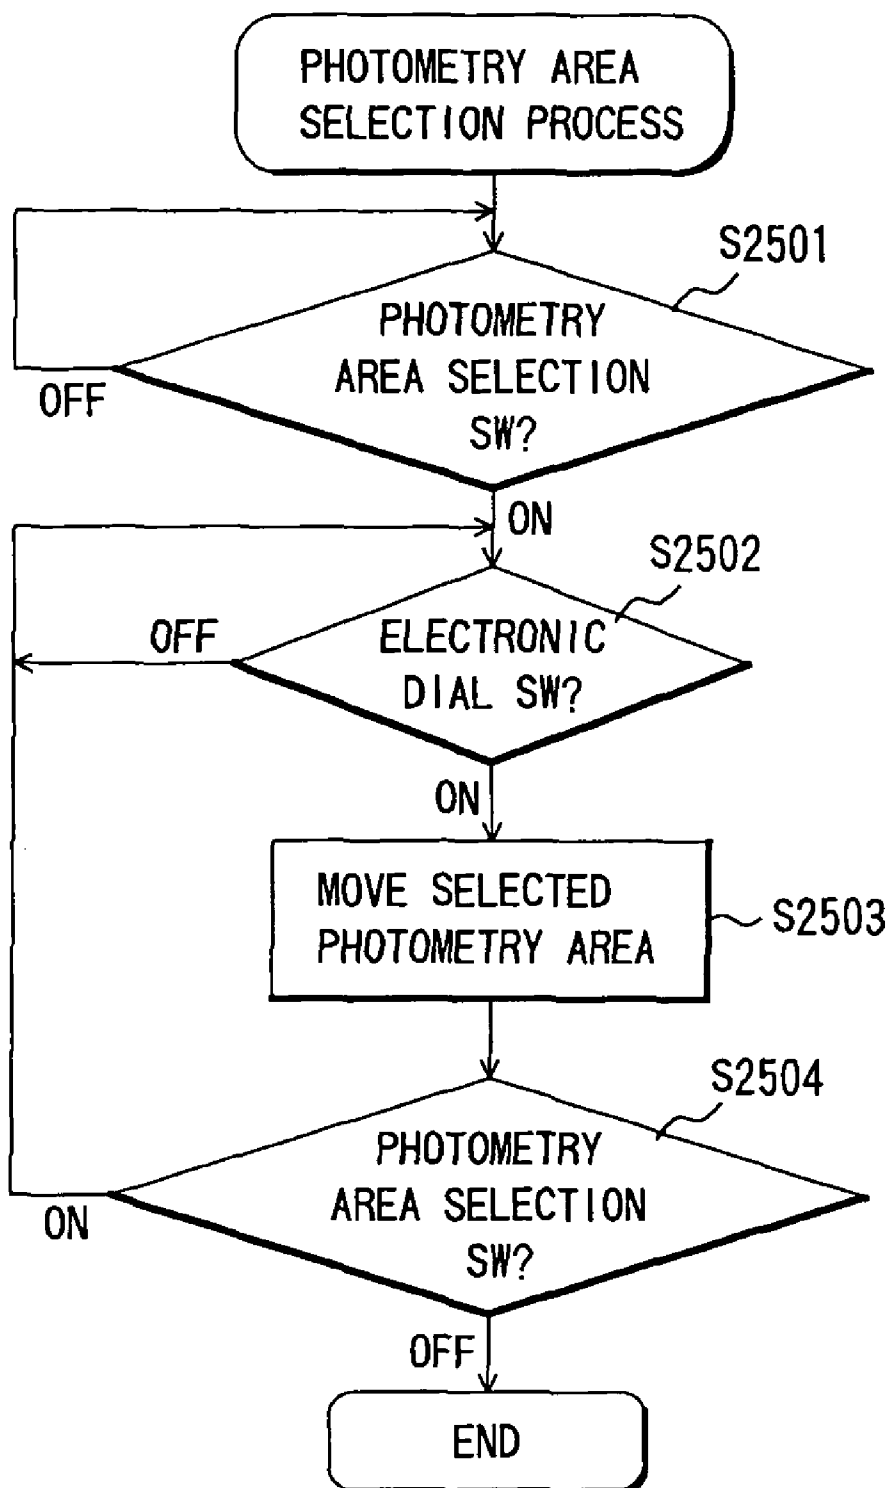 PHOTOMETRY AREA
SELECTION PROCESS
S2501
PHOTOMETRY
AREA SELECTION
SW?
OFF
ON
S2502
OFF
ELECTRONIC
DIAL SW?
ON
MOVE SELECTED
PHOTOMETRY AREA
S2503
S2504
PHOTOMETRY
AREA SELECTION
SW?
ON
OFF
END